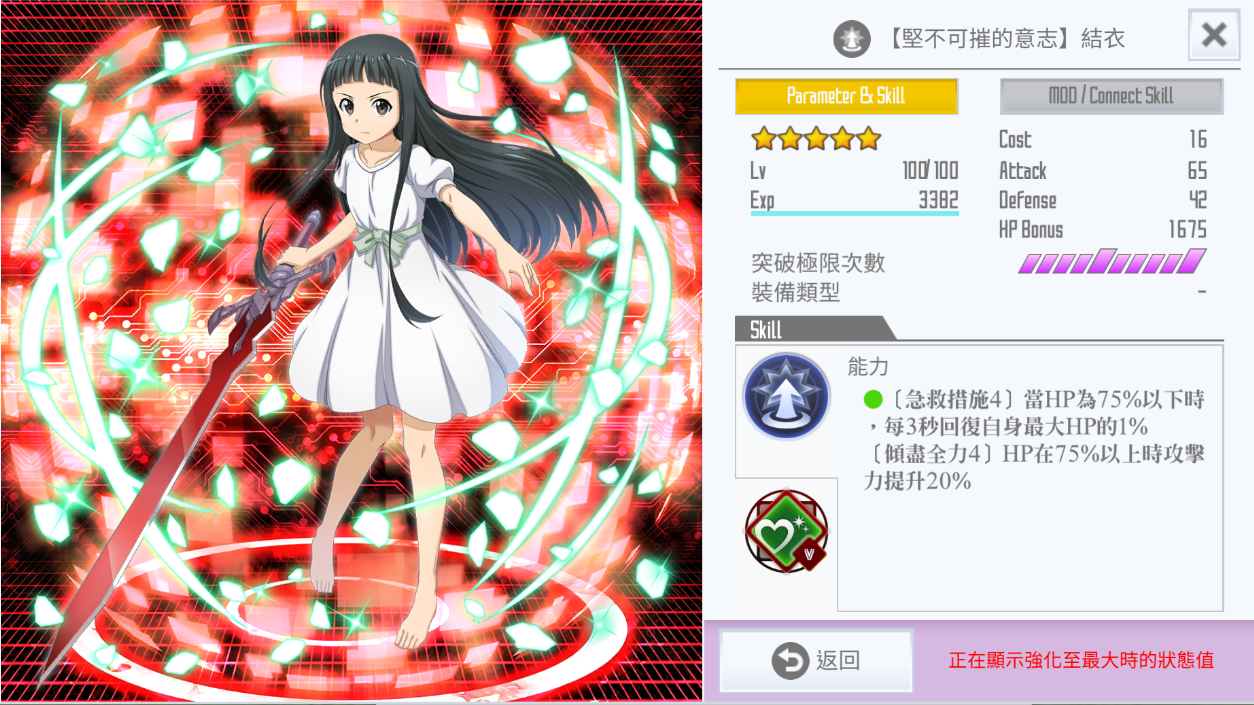 【堅不可摧的意志】結衣
Parameter & Skill
MOD / Connect Skill
Lv 100/100
Exp 3382
Cost 16
Attack 65
Defense 42
HP Bonus 1675
突破極限次數
裝備類型 -
Skill
能力
〔急救措施4〕當HP為75%以下時
，每3秒回復自身最大HP的1%
〔傾盡全力4〕HP在75%以上時攻擊
力提升20%
V
返回
正在顯示強化至最大時的狀態值